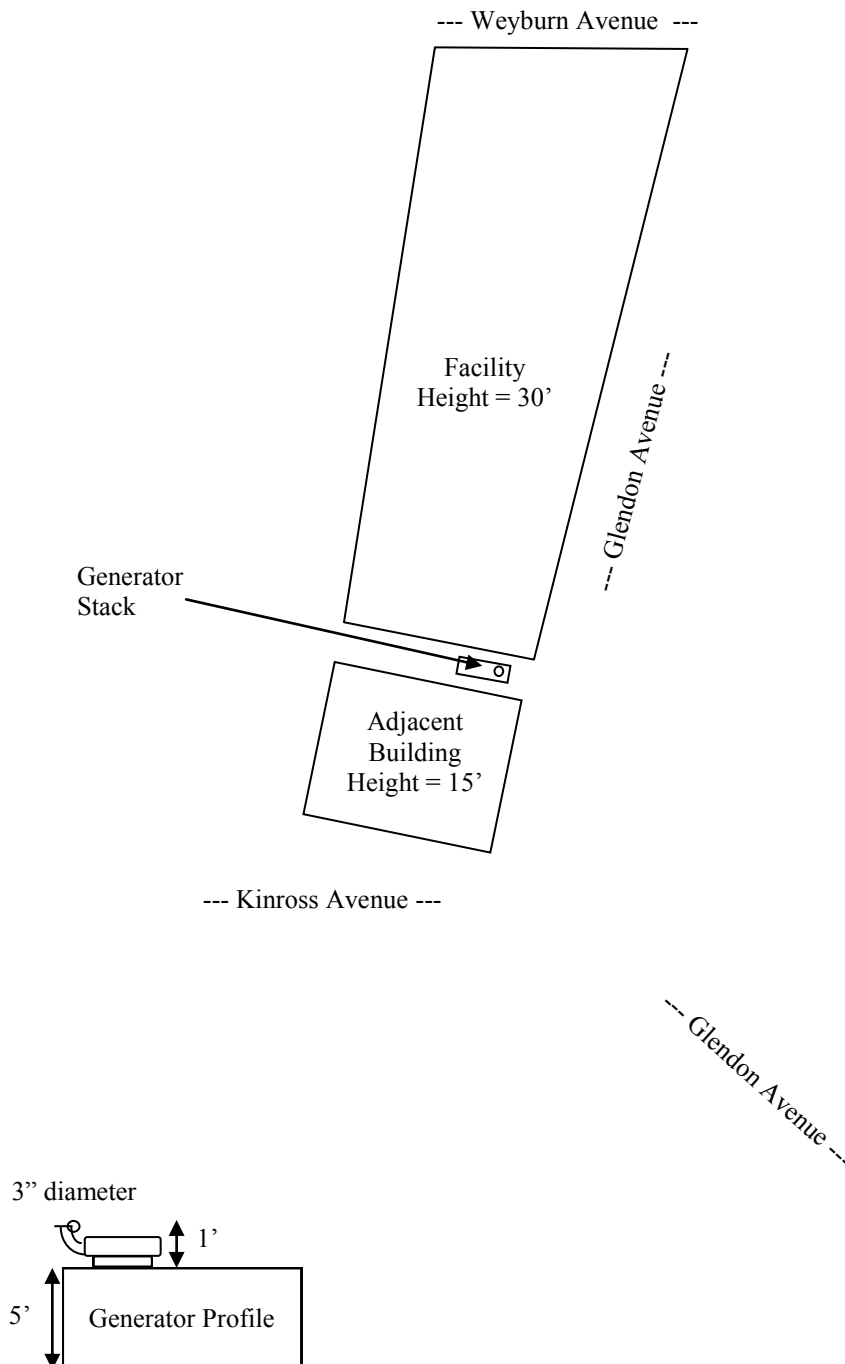 --- Weyburn Avenue ---
Facility
Height = 30’
--- Glendon Avenue ---
Generator
Stack
Adjacent
Building
Height = 15’
--- Kinross Avenue ---
--- Glendon Avenue ---
3” diameter
1’
5’
Generator Profile